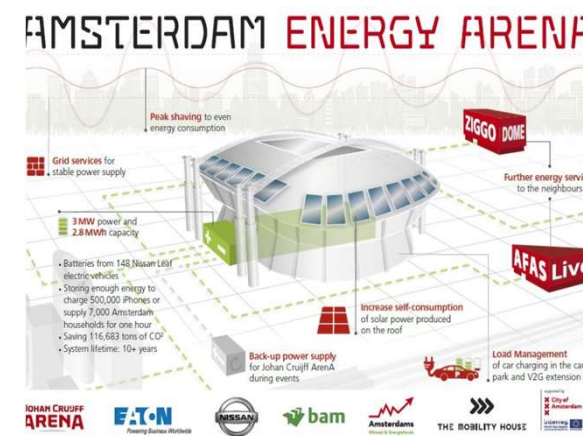 AMSTERDAM ENERGY ARENA
Peak shaving to even
energy consumption
ZIGGO DOME
Grid services for
stable power supply
Further energy servi
to the neighbours
3 MW power and
2.8 MWh capacity
AFAS Live
• Batteries from 148 Nissan Leaf
electric vehicles
• Storing enough energy to
charge 500,000 iPhones or
supply 7,000 Amsterdam
households for one hour
• Saving 116,683 tons of CO²
• System lifetime: 10+ years
Increase self-consumption
of solar power produced
on the roof
Back-up power supply
for Johan Cruijff ArenA
during events
Load Management
of car charging in the car
park and V2G extension
JOHAN CRUIJFF
ARENA
EATON
Powering Business Worldwide
NISSAN
bam
Amsterdams
THE MOBILITY HOUSE
supported by
City of
Amsterdam
Interreg